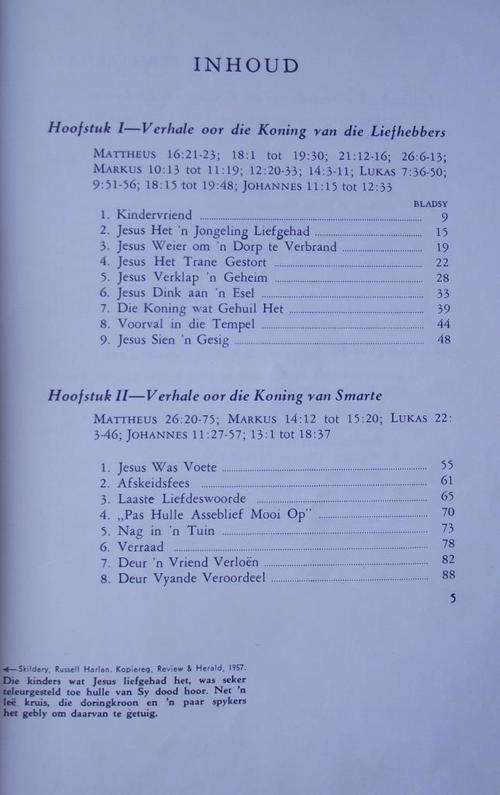 INHOUD
Hoofstuk I—Verhale oor die Koning van die Liefhebbers
MATTHEUS 16:21-23; 18:1 tot 19:30; 21:12-16; 26:6-13;
MARKUS 10:13 tot 11:19; 12:20-33; 14:3-11; LUKAS 7:36-50;
9:51-56; 18:15 tot 19:48; JOHANNES 11:15 tot 12:33
BLADSY
1. Kindervriend 9
2. Jesus Het 'n Jongeling Liefgehad 15
3. Jesus Weier om 'n Dorp te Verbrand 19
4. Jesus Het Trane Gestort 22
5. Jesus Verklap 'n Geheim 28
6. Jesus Dink aan 'n Esel 33
7. Die Koning wat Gehuil Het 39
8. Voorval in die Tempel 44
9. Jesus Sien 'n Gesig 48
Hoofstuk II—Verhale oor die Koning van Smarte
MATTHEUS 26:20-75; MARKUS 14:12 tot 15:20; LUKAS 22:
3-46; JOHANNES 11:27-57; 13:1 tot 18:37
1. Jesus Was Voete 55
2. Afskeidsfees 61
3. Laaste Liefdeswoorde 65
4. „Pas Hulle Asseblief Mooi Op" 70
5. Nag in 'n Tuin 73
6. Verraad 78
7. Deur 'n Vriend Verloën 82
8. Deur Vyande Veroordeel 88
5
◄—Skildery, Russell Harlan. Kopiereg, Review & Herald, 1957.
Die kinders wat Jesus liefgehad het, was seker
teleurgesteld toe hulle van Sy dood hoor. Net 'n
leë kruis, die doringkroon en 'n paar spykers
het gebly om daarvan te getuig.